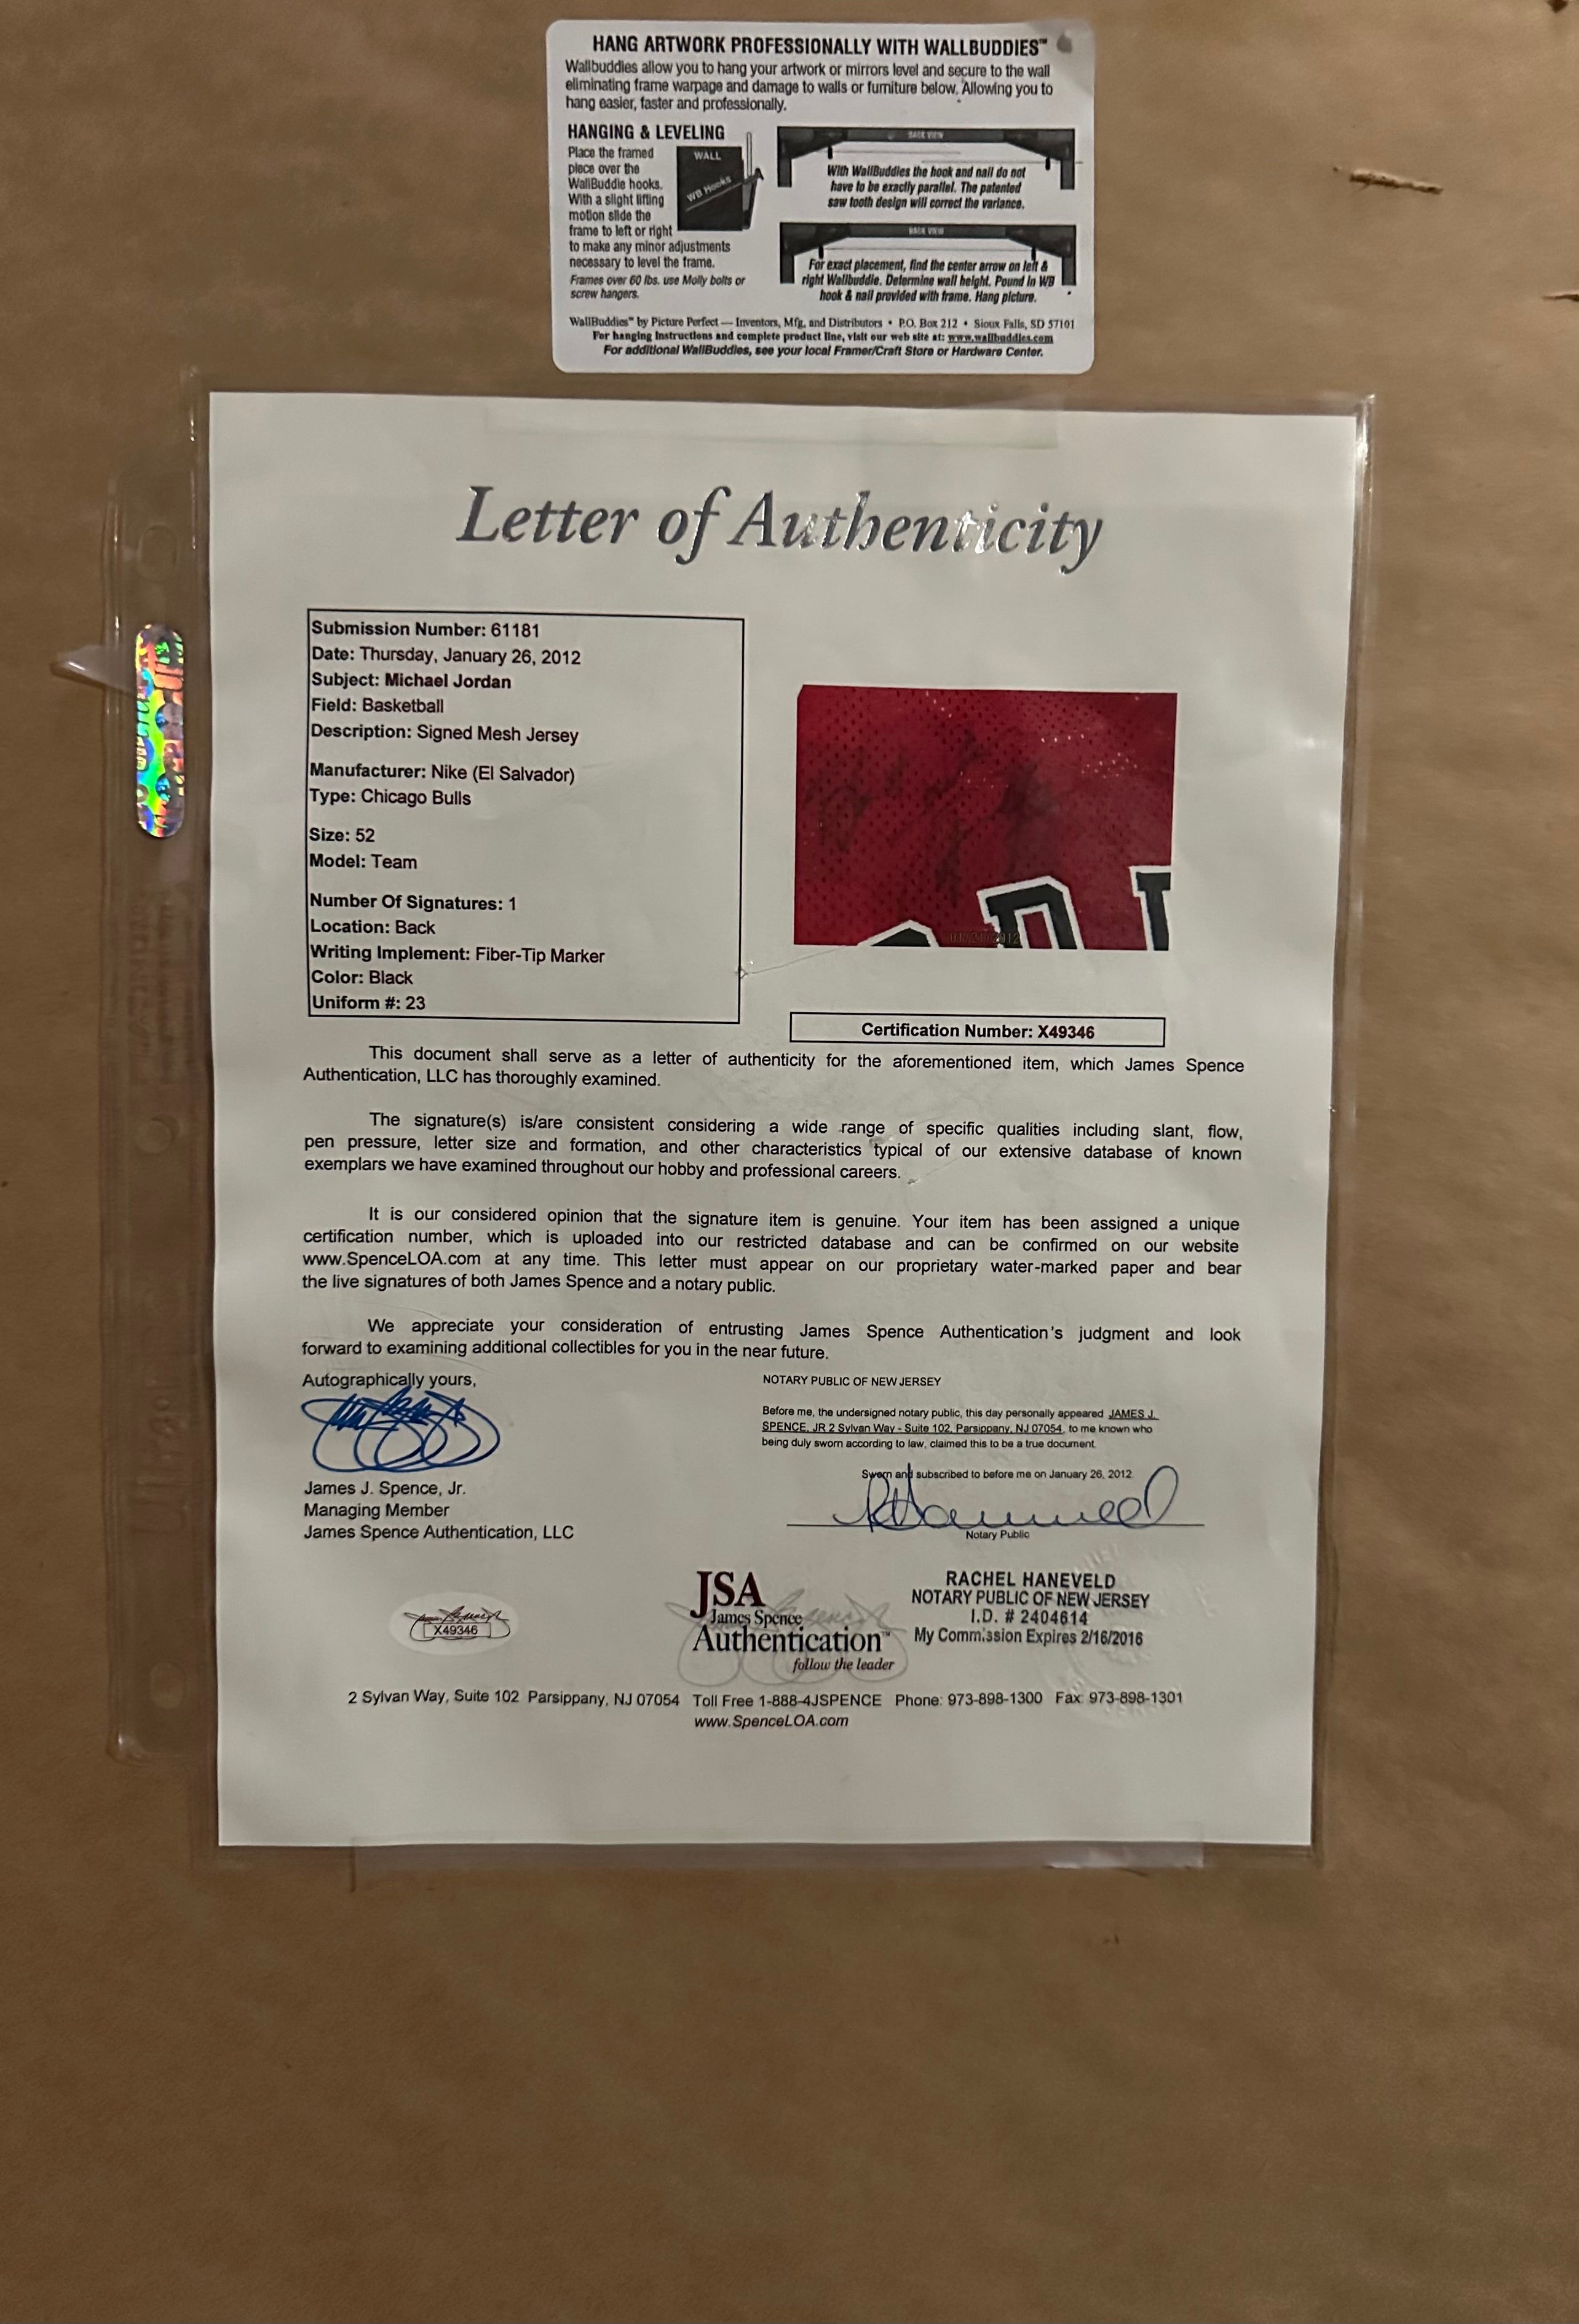 HANG ARTWORK PROFESSIONALLY WITH WALLBUDDIES™
Wallbuddies allow you to hang your artwork or mirrors level and secure to the wall
eliminating frame warpage and damage to walls or furniture below. Allowing you to
hang easier, faster and professionally.
HANGING & LEVELING
Place the framed
piece over the
WallBuddie hooks.
With a slight lifting
motion slide the
frame to left or right
to make any minor adjustments
necessary to level the frame.
Frames over 60 lbs. use Molly bolts or
screw hangers.
WALL
WB Hooks
BACK VIEW
With WallBuddies the hook and nail do not
have to be exactly parallel. The patented
saw tooth design will correct the variance.
BACK VIEW
For exact placement, find the center arrow on left &
right Wallbuddie. Determine wall height. Pound in WB
hook & nail provided with frame. Hang picture.
WallBuddies™ by Picture Perfect — Inventors, Mfg, and Distributors • P.O. Box 212 • Sioux Falls, SD 57101
For hanging instructions and complete product line, visit our web site at: www.wallbuddies.com
For additional WallBuddies, see your local Framer/Craft Store or Hardware Center.
Letter of Authenticity
Submission Number: 61181
Date: Thursday, January 26, 2012
Subject: Michael Jordan
Field: Basketball
Description: Signed Mesh Jersey
Manufacturer: Nike (El Salvador)
Type: Chicago Bulls
Size: 52
Model: Team
Number Of Signatures: 1
Location: Back
Writing Implement: Fiber-Tip Marker
Color: Black
Uniform #: 23
Certification Number: X49346
This document shall serve as a letter of authenticity for the aforementioned item, which James Spence
Authentication, LLC has thoroughly examined.
The signature(s) is/are consistent considering a wide range of specific qualities including slant, flow,
pen pressure, letter size and formation, and other characteristics typical of our extensive database of known
exemplars we have examined throughout our hobby and professional careers.
It is our considered opinion that the signature item is genuine. Your item has been assigned a unique
certification number, which is uploaded into our restricted database and can be confirmed on our website
www.SpenceLOA.com at any time. This letter must appear on our proprietary water-marked paper and bear
the live signatures of both James Spence and a notary public.
We appreciate your consideration of entrusting James Spence Authentication's judgment and look
forward to examining additional collectibles for you in the near future.
Autographically yours,
James J. Spence, Jr.
Managing Member
James Spence Authentication, LLC
NOTARY PUBLIC OF NEW JERSEY
Before me, the undersigned notary public, this day personally appeared JAMES J.
SPENCE, JR 2 Sylvan Way - Suite 102, Parsippany, NJ 07054, to me known who
being duly sworn according to law, claimed this to be a true document.
Sworn and subscribed to before me on January 26, 2012
Notary Public
X49346
JSA
James Spence
Authentication™
follow the leader
RACHEL HANEVELD
NOTARY PUBLIC OF NEW JERSEY
I.D. # 2404614
My Commission Expires 2/16/2016
2 Sylvan Way, Suite 102 Parsippany, NJ 07054 Toll Free 1-888-4JSPENCE Phone: 973-898-1300 Fax: 973-898-1301
www.SpenceLOA.com